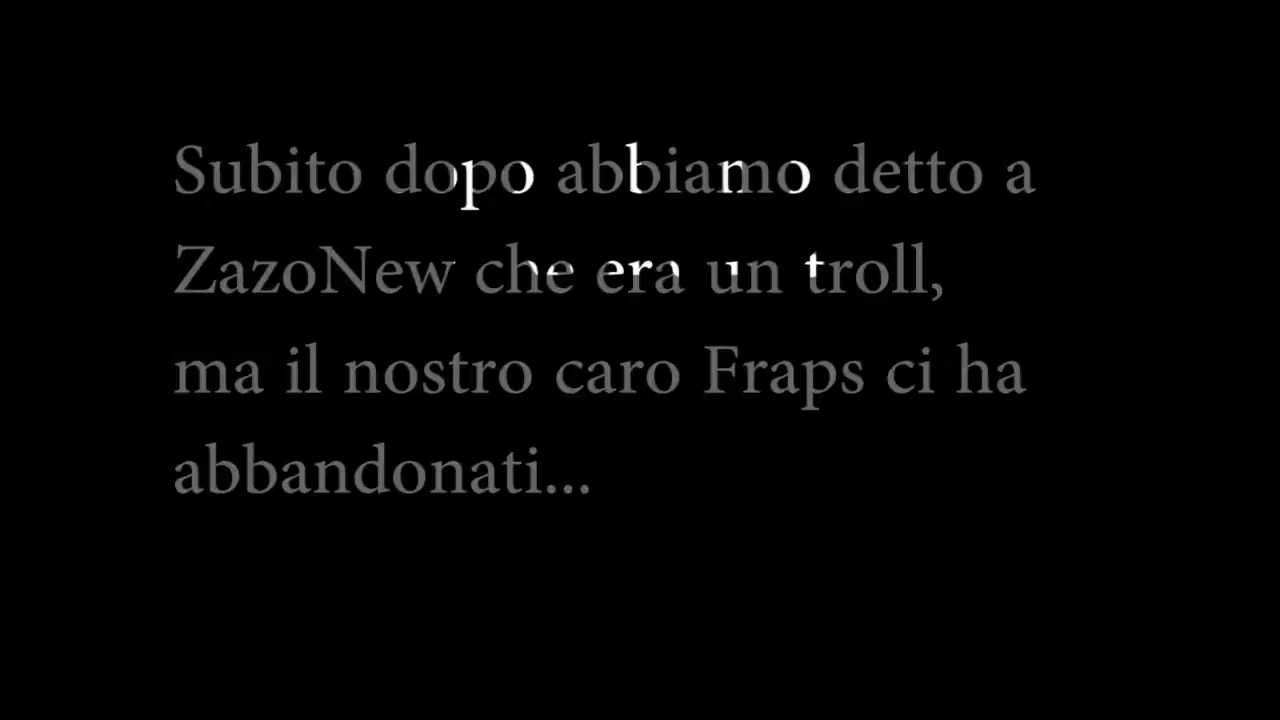 Subito dopo abbiamo detto a
ZazoNew che era un troll,
ma il nostro caro Fraps ci ha
abbandonati...